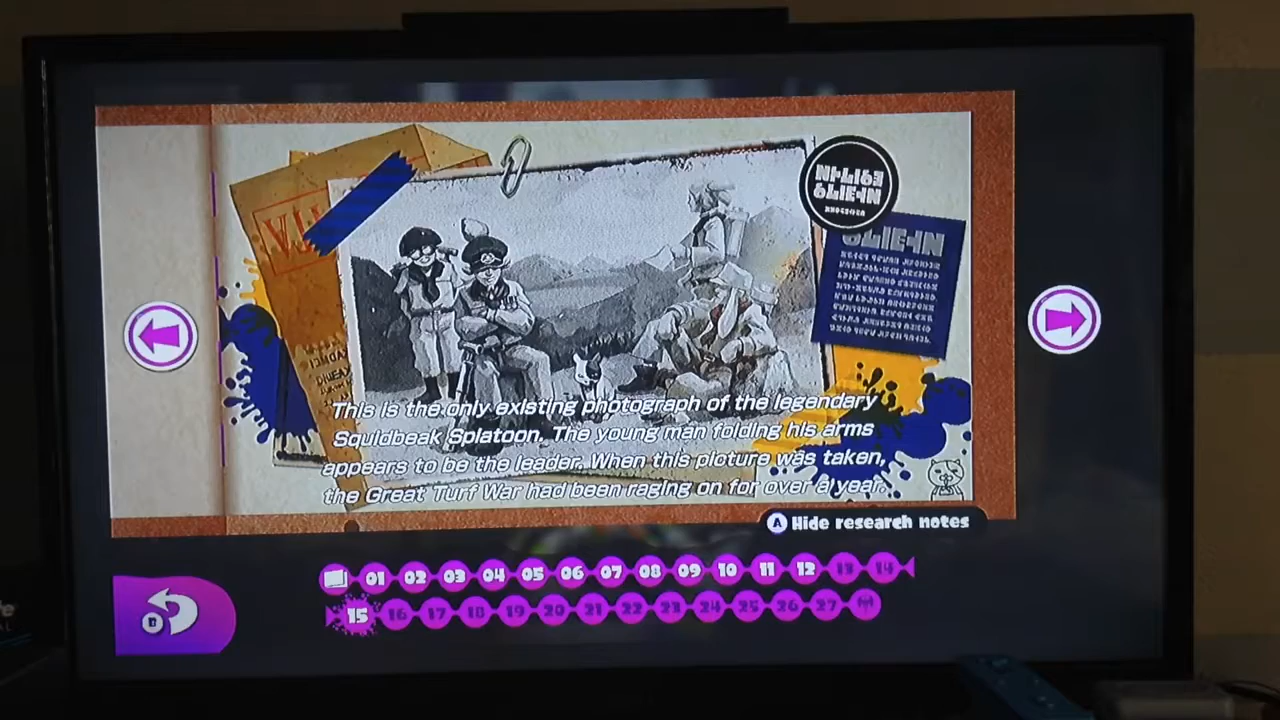 This is the only existing photograph of the legendary
Squidbeak Splatoon. The young man folding his arms
appears to be the leader. When this picture was taken,
the Great Turf War had been raging on for over a year.
A Hide research notes
01 02 03 04 05 06 07 08 09 10 11 12 13 14
15 16 17 18 19 20 21 22 23 24 25 26 27
B